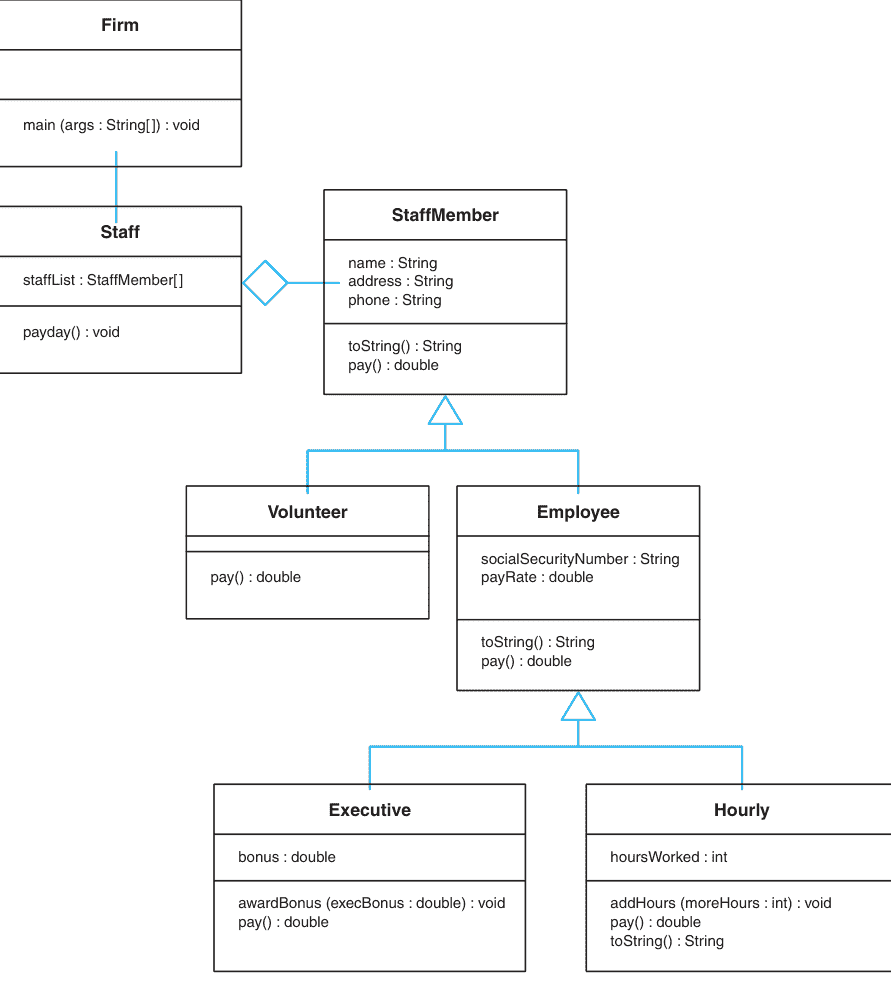 Firm
main (args : String[]) : void
Staff
staffList : StaffMember[]
payday() : void
StaffMember
name : String
address : String
phone : String
toString() : String
pay() : double
Volunteer
pay() : double
Employee
socialSecurityNumber : String
payRate : double
toString() : String
pay() : double
Executive
bonus : double
awardBonus (execBonus : double) : void
pay() : double
Hourly
hoursWorked : int
addHours (moreHours : int) : void
pay() : double
toString() : String